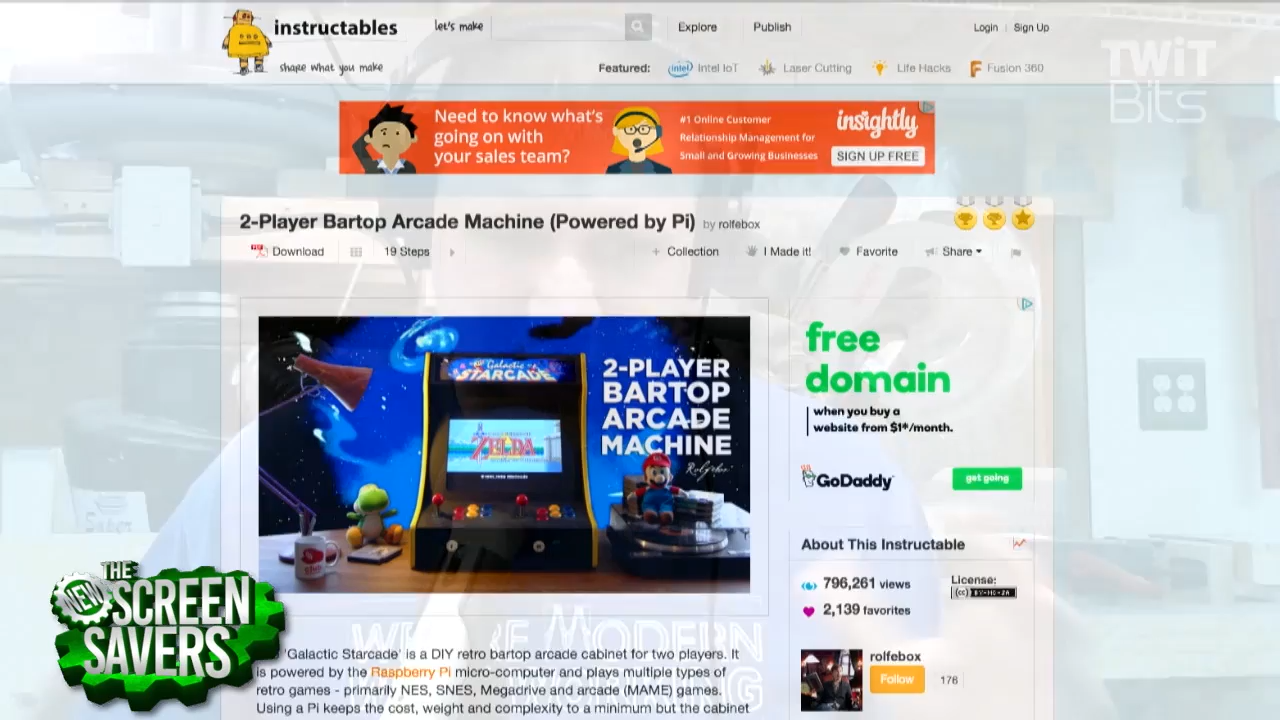 instructables
let's make
Explore
Publish
Login
Sign Up
share what you make
Featured:
intel
Intel IoT
Laser Cutting
Life Hacks
Fusion 360
TWiT
Bits
Need to know what's
going on with
your sales team?
#1 Online Customer
Relationship Management for
Small and Growing Businesses
insightly
SIGN UP FREE
2-Player Bartop Arcade Machine (Powered by Pi) by rolfebox
Download
19 Steps
+ Collection
I Made it!
Favorite
Share
Galactic
STARCADE
ZELDA
2-PLAYER
BARTOP
ARCADE
MACHINE
free
domain
when you buy a
website from $1*/month.
GoDaddy
get going
About This Instructable
796,261 views
2,139 favorites
License:
(cc) BY-NC-SA
rolfebox
Follow
176
THE
NEW
SCREEN
SAVERS
'Galactic Starcade' is a DIY retro bartop arcade cabinet for two players. It
is powered by the Raspberry Pi micro-computer and plays multiple types of
retro games - primarily NES, SNES, Megadrive and arcade (MAME) games.
Using a Pi keeps the cost, weight and complexity to a minimum but the cabinet